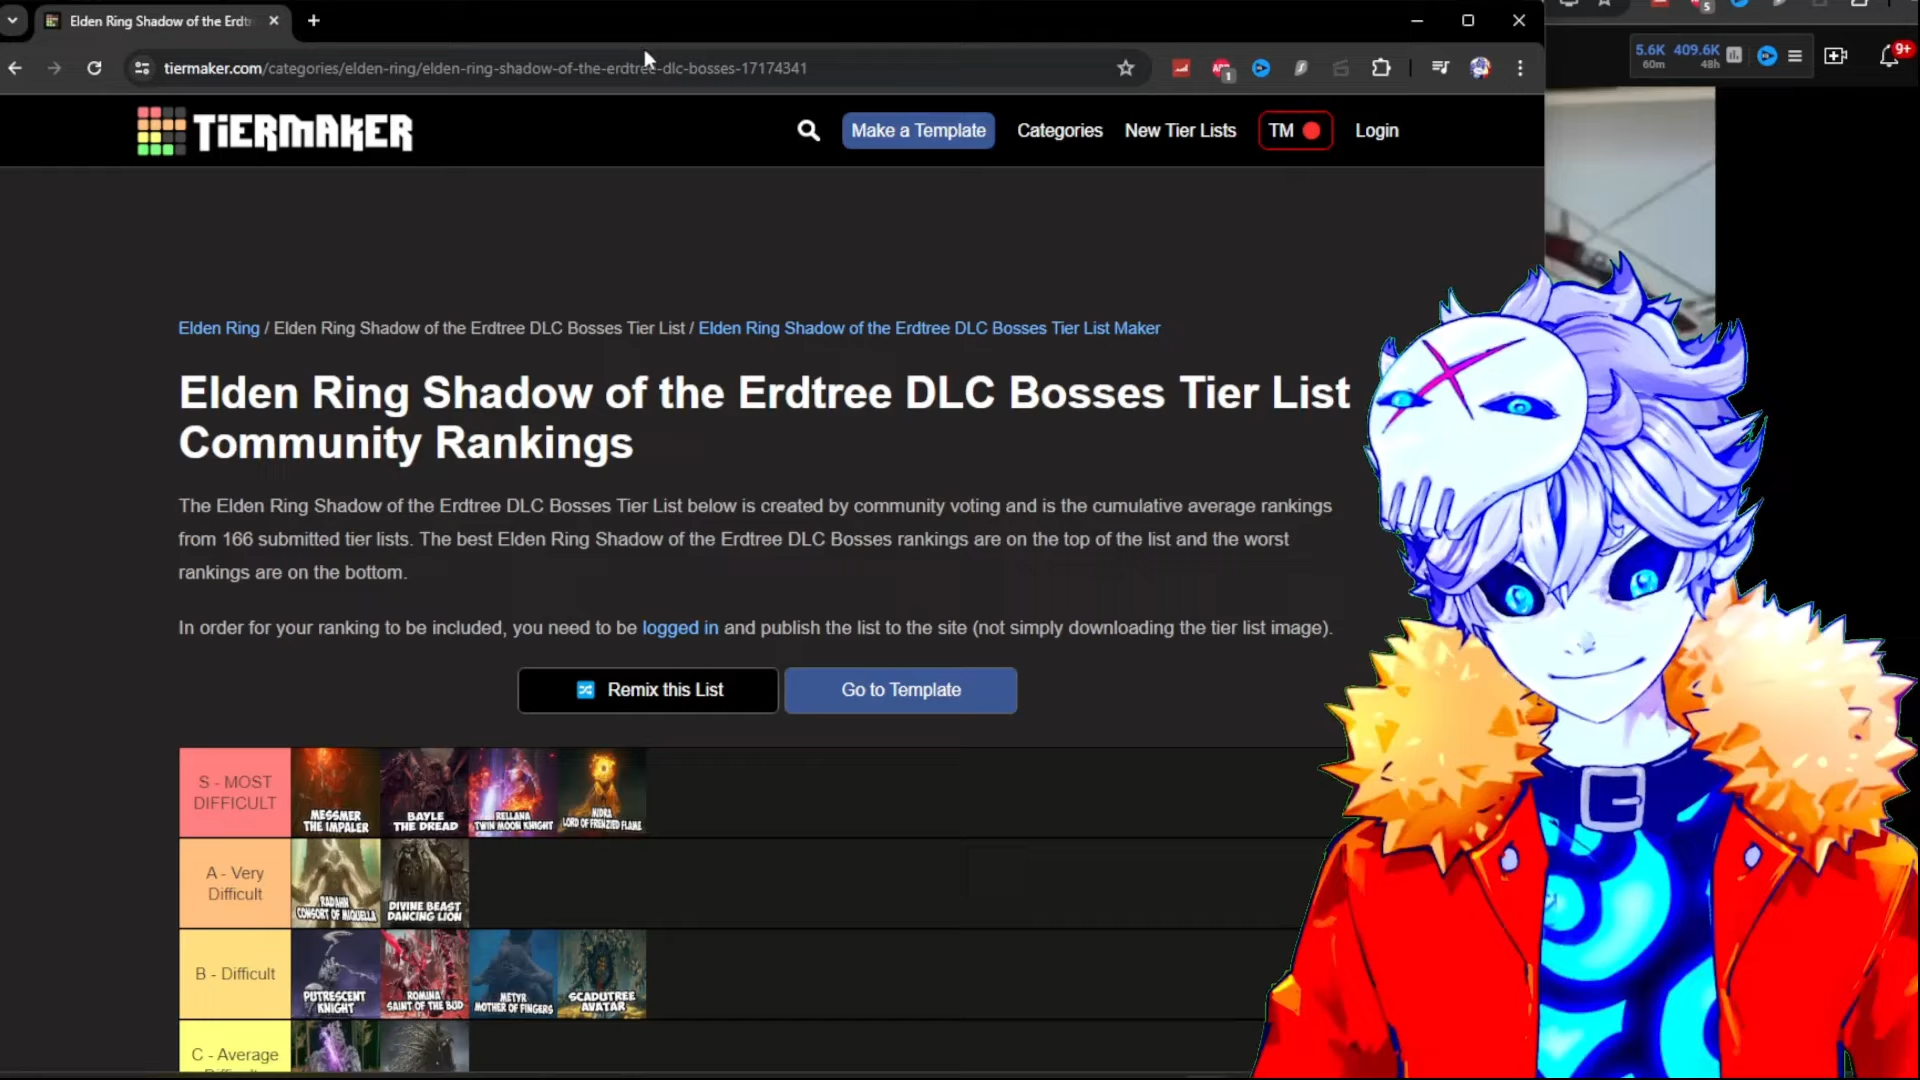 Elden Ring Shadow of the Erdt
tiermaker.com/categories/elden-ring/elden-ring-shadow-of-the-erdtree-dlc-bosses-17174341
1
5
5.6K 409.6K
60m 48h
9+
TiERMAKER
Make a Template
Categories
New Tier Lists
TM
Login
Elden Ring / Elden Ring Shadow of the Erdtree DLC Bosses Tier List / Elden Ring Shadow of the Erdtree DLC Bosses Tier List Maker
Elden Ring Shadow of the Erdtree DLC Bosses Tier List
Community Rankings
The Elden Ring Shadow of the Erdtree DLC Bosses Tier List below is created by community voting and is the cumulative average rankings
from 166 submitted tier lists. The best Elden Ring Shadow of the Erdtree DLC Bosses rankings are on the top of the list and the worst
rankings are on the bottom.
In order for your ranking to be included, you need to be logged in and publish the list to the site (not simply downloading the tier list image).
Remix this List
Go to Template
S - MOST
DIFFICULT
MESSMER
THE IMPALER
BAYLE
THE DREAD
RELLANA
TWIN MOON KNIGHT
MIDRA
LORD OF FRENZIED FLAME
A - Very
Difficult
RADAHN
CONSORT OF MIQUELLA
DIVINE BEAST
DANCING LION
B - Difficult
PUTRESCENT
KNIGHT
ROMINA
SAINT OF THE BUD
METYR
MOTHER OF FINGERS
SCADUTREE
AVATAR
C - Average